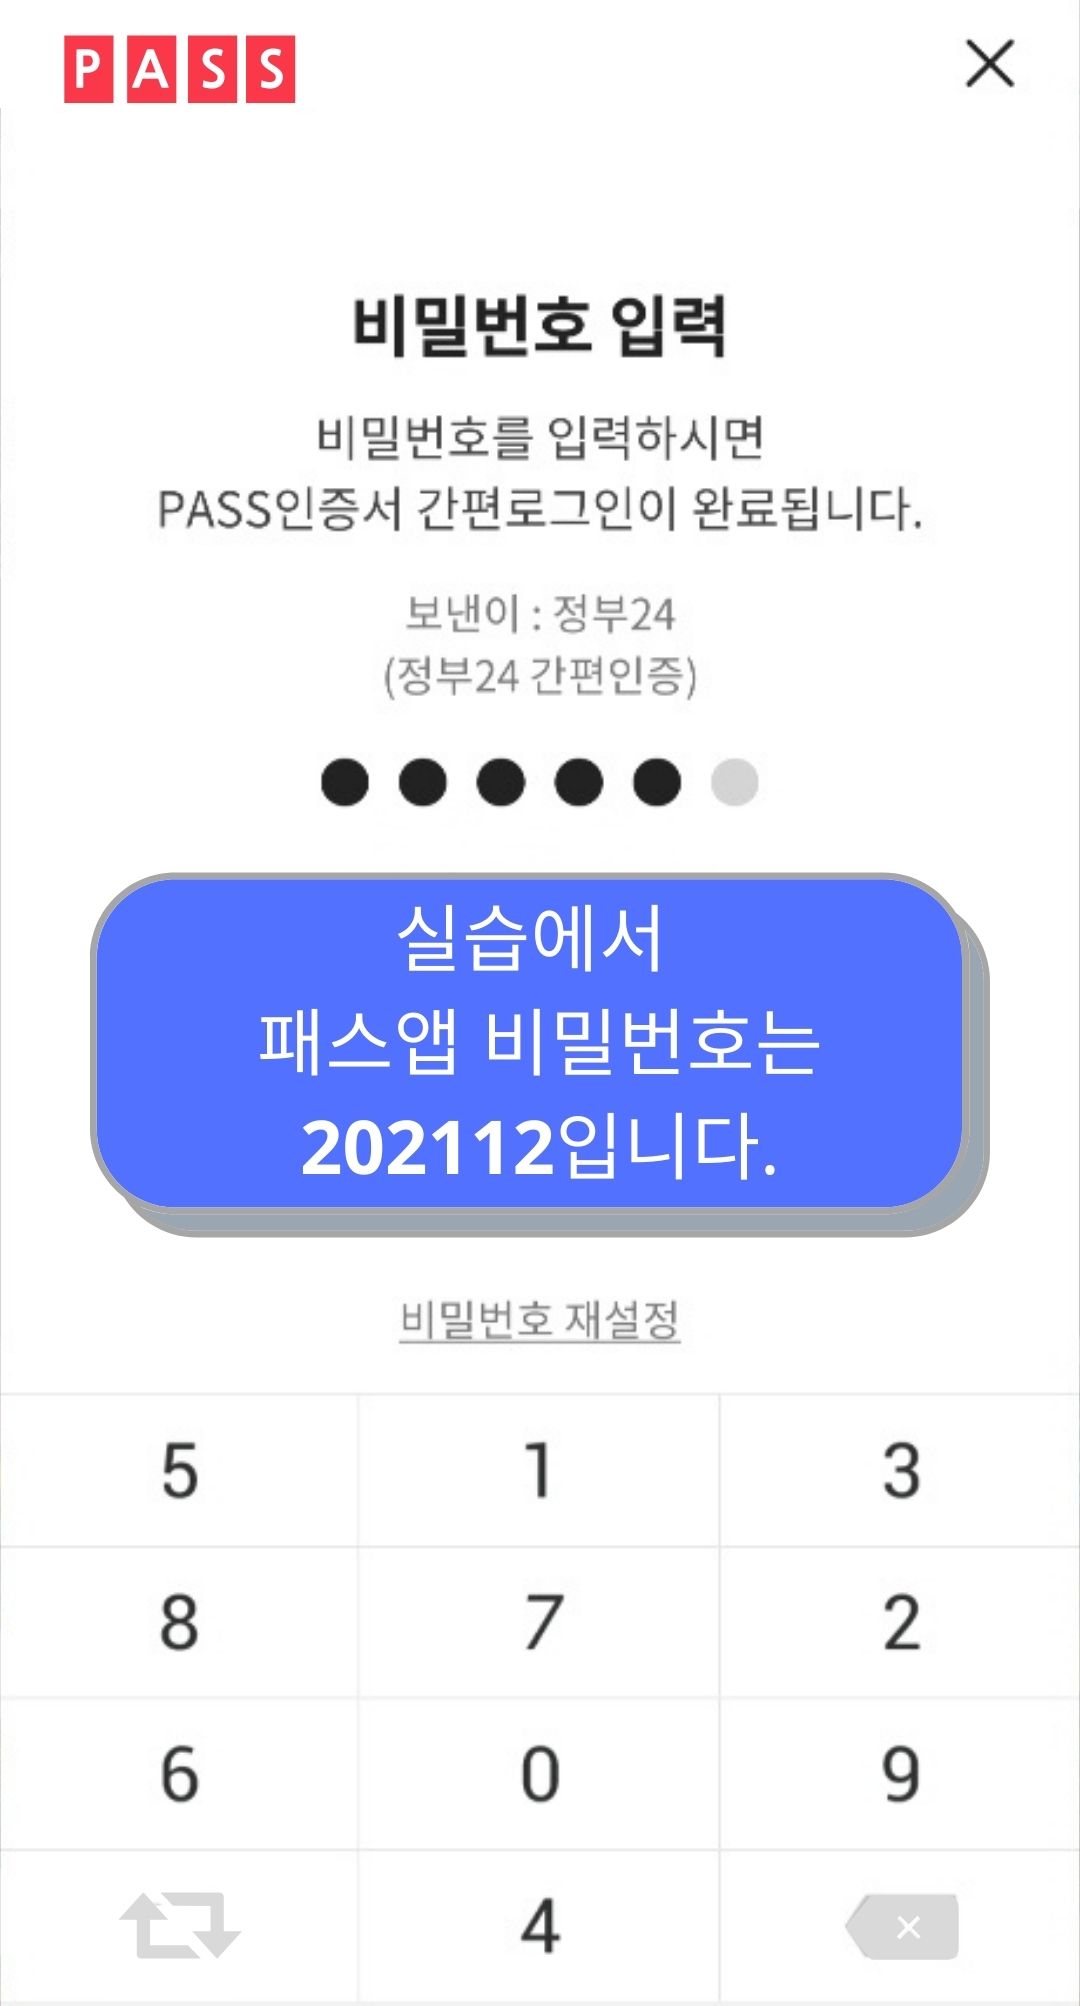 PASS
비밀번호 입력
비밀번호를 입력하시면
PASS인증서 간편로그인이 완료됩니다.
보낸이 : 정부24
(정부24 간편인증)
실습에서
패스앱 비밀번호는
202112입니다.
비밀번호 재설정
5 1 3
8 7 2
6 0 9
4